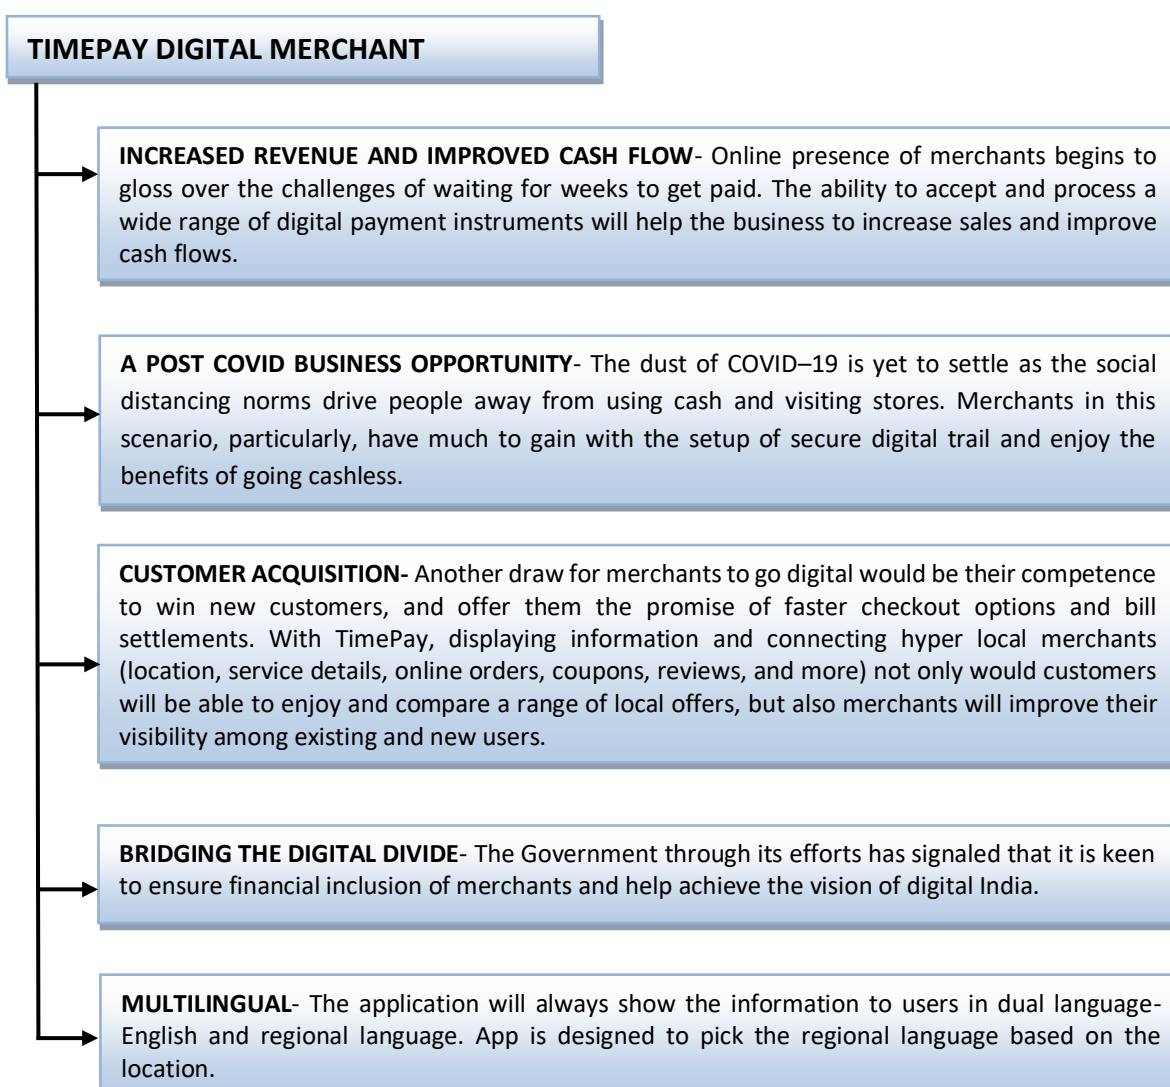 TIMEPAY DIGITAL MERCHANT
INCREASED REVENUE AND IMPROVED CASH FLOW- Online presence of merchants begins to
gloss over the challenges of waiting for weeks to get paid. The ability to accept and process a
wide range of digital payment instruments will help the business to increase sales and improve
cash flows.
A POST COVID BUSINESS OPPORTUNITY- The dust of COVID–19 is yet to settle as the social
distancing norms drive people away from using cash and visiting stores. Merchants in this
scenario, particularly, have much to gain with the setup of secure digital trail and enjoy the
benefits of going cashless.
CUSTOMER ACQUISITION- Another draw for merchants to go digital would be their competence
to win new customers, and offer them the promise of faster checkout options and bill
settlements. With TimePay, displaying information and connecting hyper local merchants
(location, service details, online orders, coupons, reviews, and more) not only would customers
will be able to enjoy and compare a range of local offers, but also merchants will improve their
visibility among existing and new users.
BRIDGING THE DIGITAL DIVIDE- The Government through its efforts has signaled that it is keen
to ensure financial inclusion of merchants and help achieve the vision of digital India.
MULTILINGUAL- The application will always show the information to users in dual language-
English and regional language. App is designed to pick the regional language based on the
location.